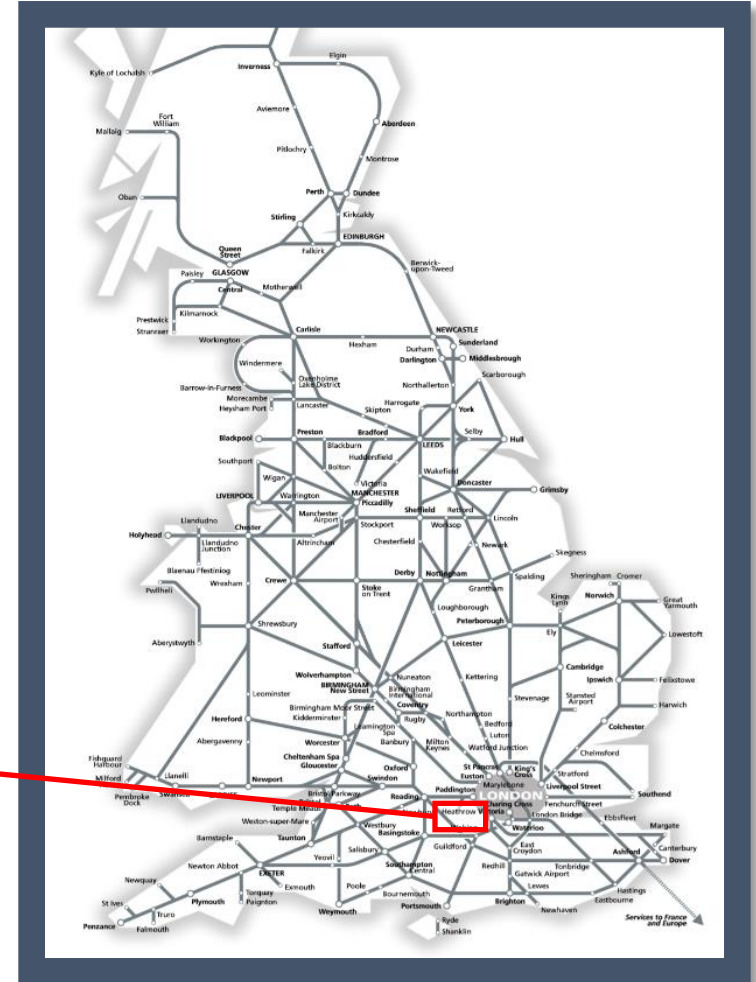 Elgin
Inverness
Kyle of Lochalsh
Aviemore
Fort
William
Aberdeen
Mallaig
Pitlochry
Montrose
Perth
Dundee
Oban
Stirling
Kirkcaldy
EDINBURGH
Queen
Street
Falkirk
Berwick-
upon-Tweed
Paisley
GLASGOW
Central
Motherwell
Prestwick
Kilmarnock
Stranraer
Carlisle
NEWCASTLE
Workington
Hexham
Sunderland
Durham
Darlington
Middlesbrough
Windermere
Scarborough
Oxenholme
Lake District
Northallerton
Barrow-in-Furness
Morecambe
Heysham Port
Lancaster
Harrogate
Skipton
York
Blackpool
Preston
Bradford
Selby
Hull
Blackburn
LEEDS
Southport
Huddersfield
Bolton
Wakefield
Wigan
Victoria
Doncaster
LIVERPOOL
Warrington
MANCHESTER
Piccadilly
Grimsby
Manchester
Airport
Sheffield
Retford
Llandudno
Stockport
Worksop
Lincoln
Holyhead
Chester
Llandudno
Junction
Altrincham
Chesterfield
Newark
Skegness
Blaenau Ffestiniog
Derby
Nottingham
Pwllheli
Wrexham
Crewe
Stoke
on Trent
Grantham
Spalding
Sheringham
Cromer
Kings
Lynn
Norwich
Great
Yarmouth
Loughborough
Peterborough
Shrewsbury
Ely
Lowestoft
Aberystwyth
Stafford
Leicester
Wolverhampton
BIRMINGHAM
New Street
Nuneaton
Kettering
Cambridge
Birmingham
International
Ipswich
Felixstowe
Leominster
Coventry
Stevenage
Stansted
Airport
Birmingham Moor Street
Rugby
Northampton
Harwich
Hereford
Kidderminster
Leamington
Spa
Bedford
Colchester
Abergavenny
Worcester
Banbury
Milton
Keynes
Luton
Watford Junction
Chelmsford
Fishguard
Harbour
Cheltenham Spa
Gloucester
Oxford
St Pancras
King's
Cross
Milford
Llanelli
Newport
Swindon
Euston
Stratford
Pembroke
Dock
Swansea
Bristol Parkway
Paddington
Marylebone
Liverpool Street
Reading
LONDON
Southend
Temple Meads
Heathrow
Charing Cross
Fenchurch Street
Weston-super-Mare
Victoria
London Bridge
Ebbsfleet
Barnstaple
Taunton
Westbury
Basingstoke
Waterloo
Margate
Salisbury
Guildford
East
Croydon
Canterbury
Yeovil
Ashford
Dover
Newton Abbot
Southampton
Central
Redhill
Tonbridge
Newquay
EXETER
Gatwick Airport
Exmouth
Poole
Lewes
Hastings
St Ives
Plymouth
Torquay
Paignton
Bournemouth
Eastbourne
Truro
Weymouth
Portsmouth
Brighton
Newhaven
Penzance
Falmouth
Ryde
Shanklin
Services to France
and Europe